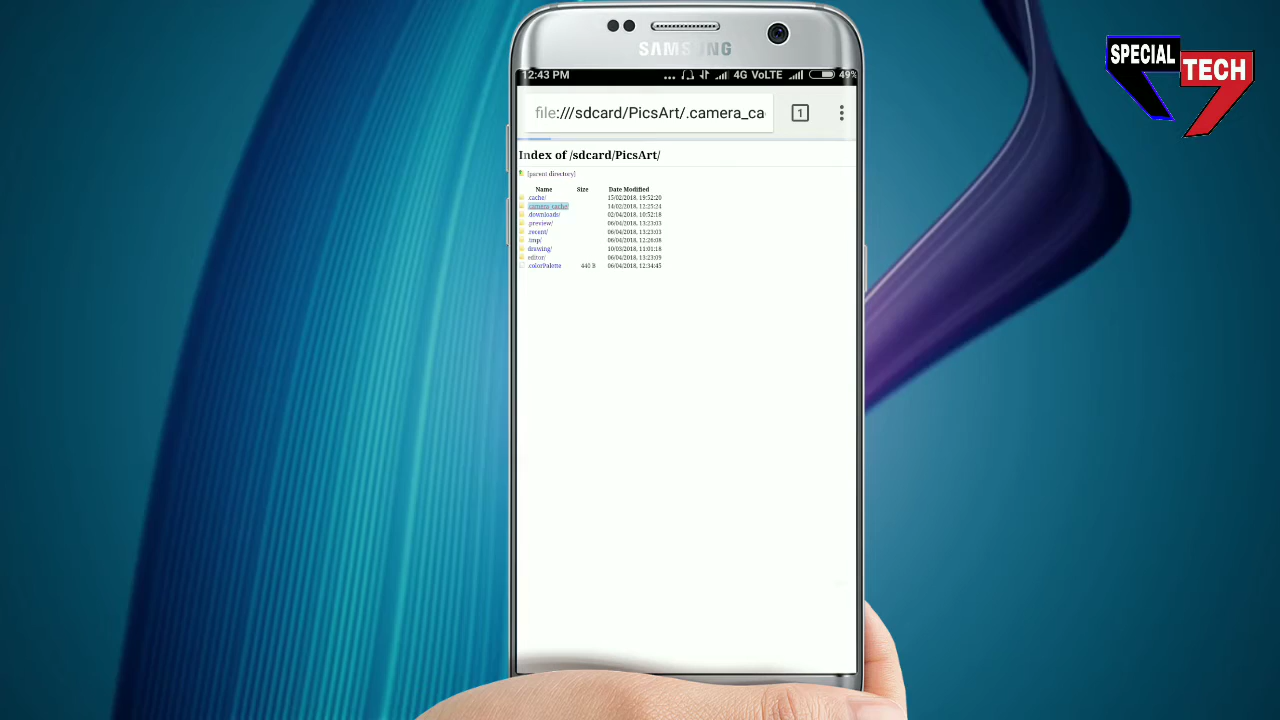 SPECIAL
TECH
SAMSUNG
12:43 PM ... 4G VoLTE 49%
file:///sdcard/PicsArt/.camera_ca
1
Index of /sdcard/PicsArt/
[parent directory]
Name Size Date Modified
.cache/ 15/02/2018, 19:52:20
.camera_cache/ 14/02/2018, 12:25:24
.downloads/ 02/04/2018, 10:52:18
.preview/ 06/04/2018, 13:23:03
.recent/ 06/04/2018, 13:23:03
.tmp/ 06/04/2018, 12:26:08
drawing/ 10/03/2018, 11:01:18
editor/ 06/04/2018, 13:23:09
.colorPalette 440 B 06/04/2018, 12:34:45